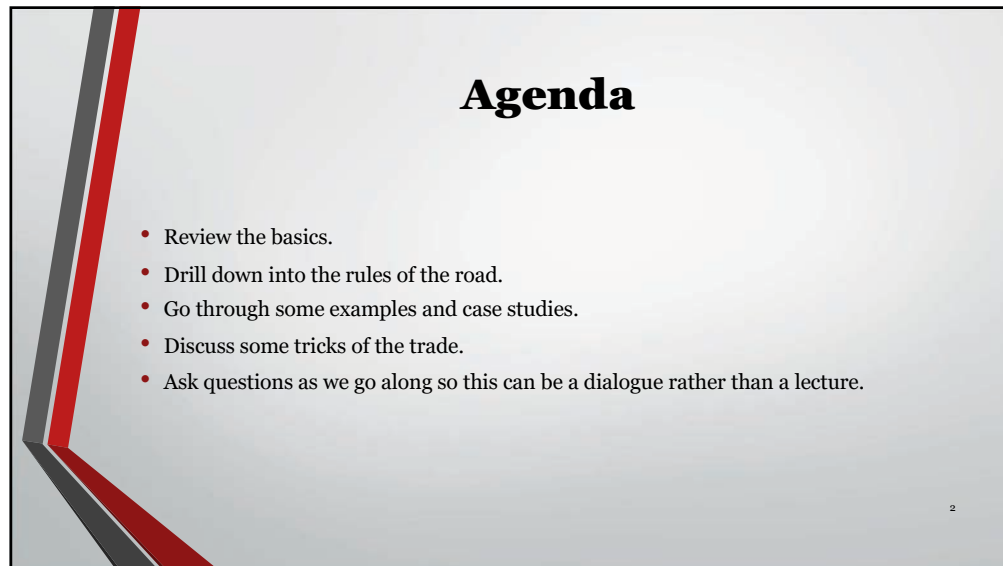 Agenda
• Review the basics.
• Drill down into the rules of the road.
• Go through some examples and case studies.
• Discuss some tricks of the trade.
• Ask questions as we go along so this can be a dialogue rather than a lecture.
2